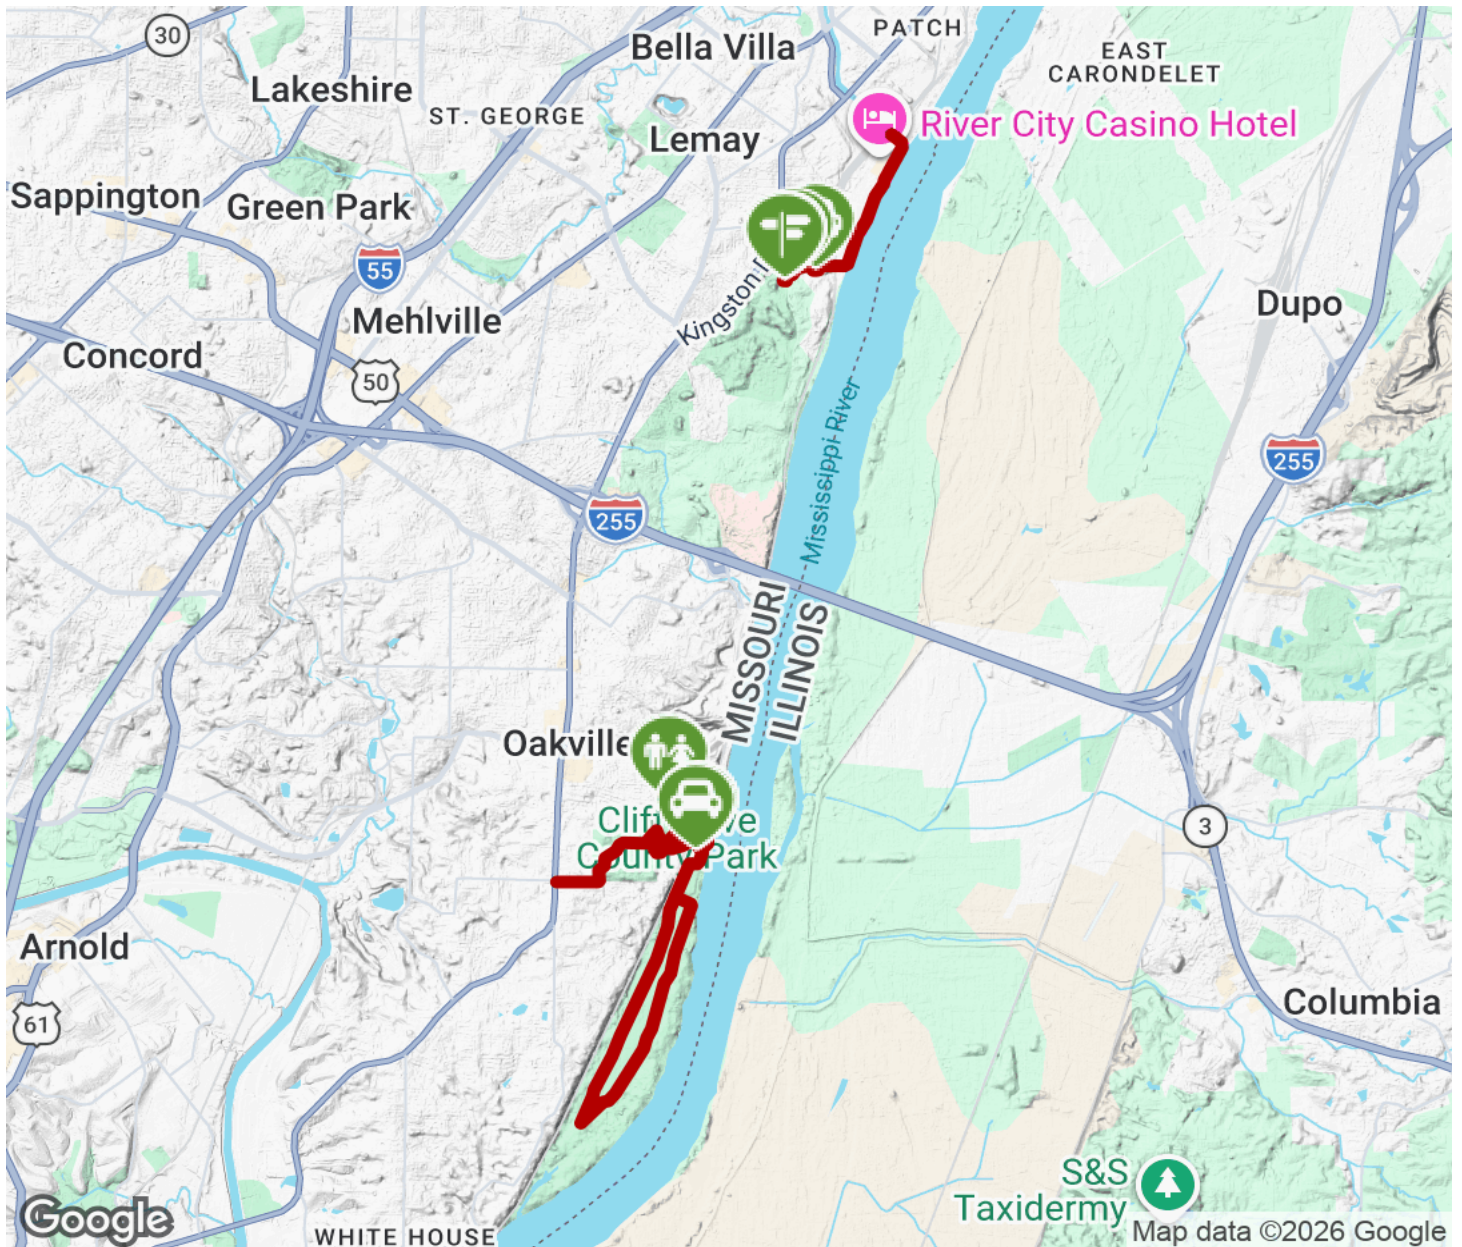 30
PATCH
Bella Villa
EAST
CARONDELET
Lakeshire
ST. GEORGE
River City Casino Hotel
Lemay
Sappington
Green Park
55
Dupo
Mehlville
Concord
50
255
255
Mississippi River
MISSOURI
ILLINOIS
Oakville
County Park
3
Arnold
Columbia
61
S&S
Taxidermy
Google
WHITE HOUSE
Map data ©2026 Google